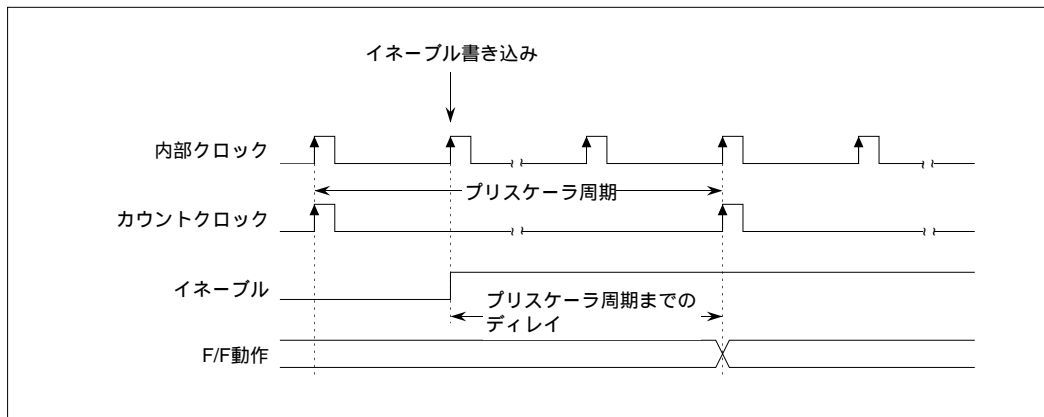 イネーブル書き込み
内部クロック
プリスケーラ周期
カウントクロック
イネーブル
プリスケーラ周期までの
ディレイ
F/F動作